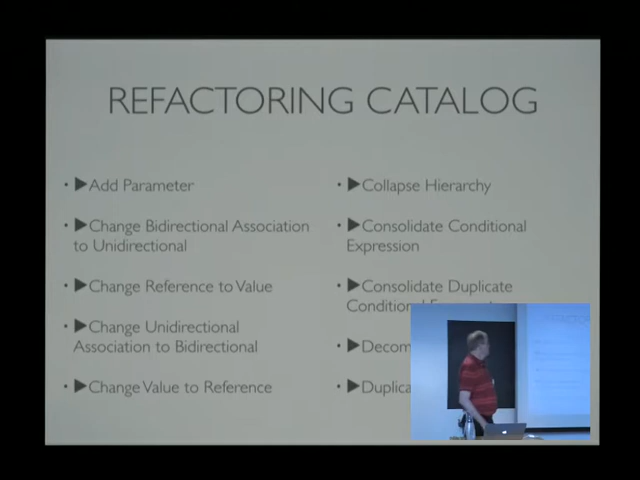 REFACTORING CATALOG
• ▶Add Parameter
• ▶Change Bidirectional Association
to Unidirectional
• ▶Change Reference to Value
• ▶Change Unidirectional
Association to Bidirectional
• ▶Change Value to Reference
• ▶Collapse Hierarchy
• ▶Consolidate Conditional
Expression
• ▶Consolidate Duplicate
• ▶
• ▶